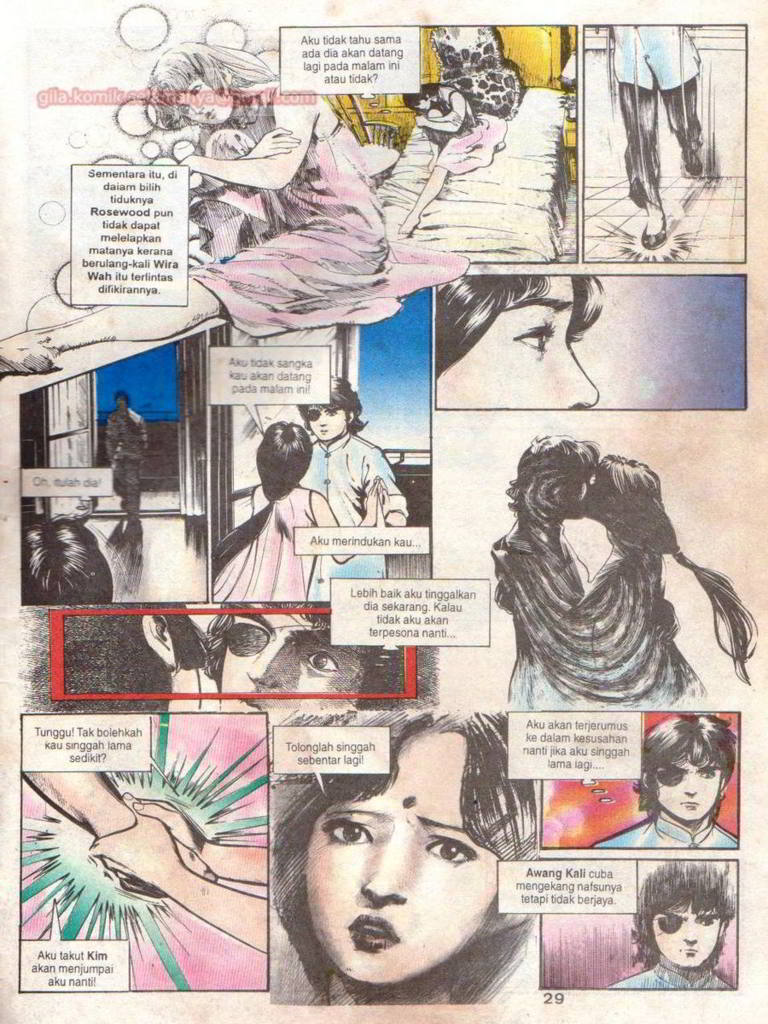 Aku tidak tahu sama
ada dia akan datang
lagi pada malam ini
atau tidak?
Sementara itu, di
dalam bilih
tiduknya
Rosewood pun
tidak dapat
melelapkan
matanya kerana
berulang-kali Wira
Wah itu terlintas
difikirannya.
Oh, itulah dia!
Aku tidak sangka
kau akan datang
pada malam ini!
Aku merindukan kau...
Lebih baik aku tinggalkan
dia sekarang. Kalau
tidak aku akan
terpesona nanti...
Tunggu! Tak bolehkah
kau singgah lama
sedikit?
Aku takut Kim
akan menjumpai
aku nanti!
Tolonglah singgah
sebentar lagi!
Aku akan terjerumus
ke dalam kesusahan
nanti jika aku singgah
lama lagi....
Awang Kali cuba
mengekang nafsunya
tetapi tidak berjaya.
29